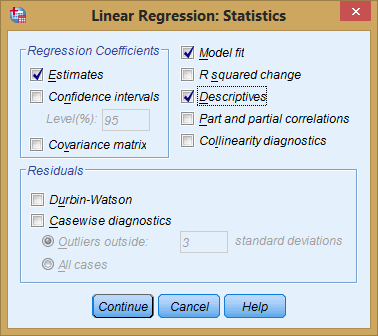 Linear Regression: Statistics
Regression Coefficients
Estimates
Confidence intervals
Level(%): 95
Covariance matrix
Model fit
R squared change
Descriptives
Part and partial correlations
Collinearity diagnostics
Residuals
Durbin-Watson
Casewise diagnostics
Outliers outside: 3 standard deviations
All cases
Continue Cancel Help